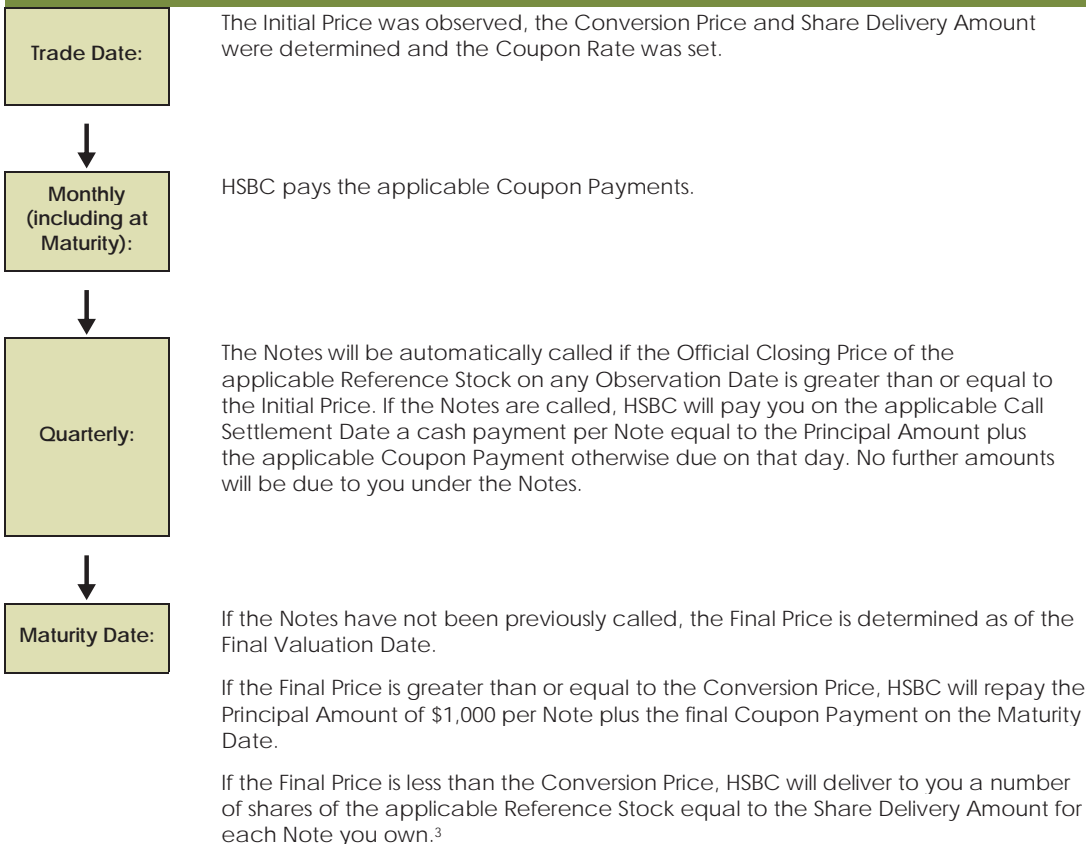 Trade Date:
The Initial Price was observed, the Conversion Price and Share Delivery Amount
were determined and the Coupon Rate was set.
Monthly
(including at
Maturity):
HSBC pays the applicable Coupon Payments.
Quarterly:
The Notes will be automatically called if the Official Closing Price of the
applicable Reference Stock on any Observation Date is greater than or equal to
the Initial Price. If the Notes are called, HSBC will pay you on the applicable Call
Settlement Date a cash payment per Note equal to the Principal Amount plus
the applicable Coupon Payment otherwise due on that day. No further amounts
will be due to you under the Notes.
Maturity Date:
If the Notes have not been previously called, the Final Price is determined as of the
Final Valuation Date.
If the Final Price is greater than or equal to the Conversion Price, HSBC will repay the
Principal Amount of $1,000 per Note plus the final Coupon Payment on the Maturity
Date.
If the Final Price is less than the Conversion Price, HSBC will deliver to you a number
of shares of the applicable Reference Stock equal to the Share Delivery Amount for
each Note you own.³